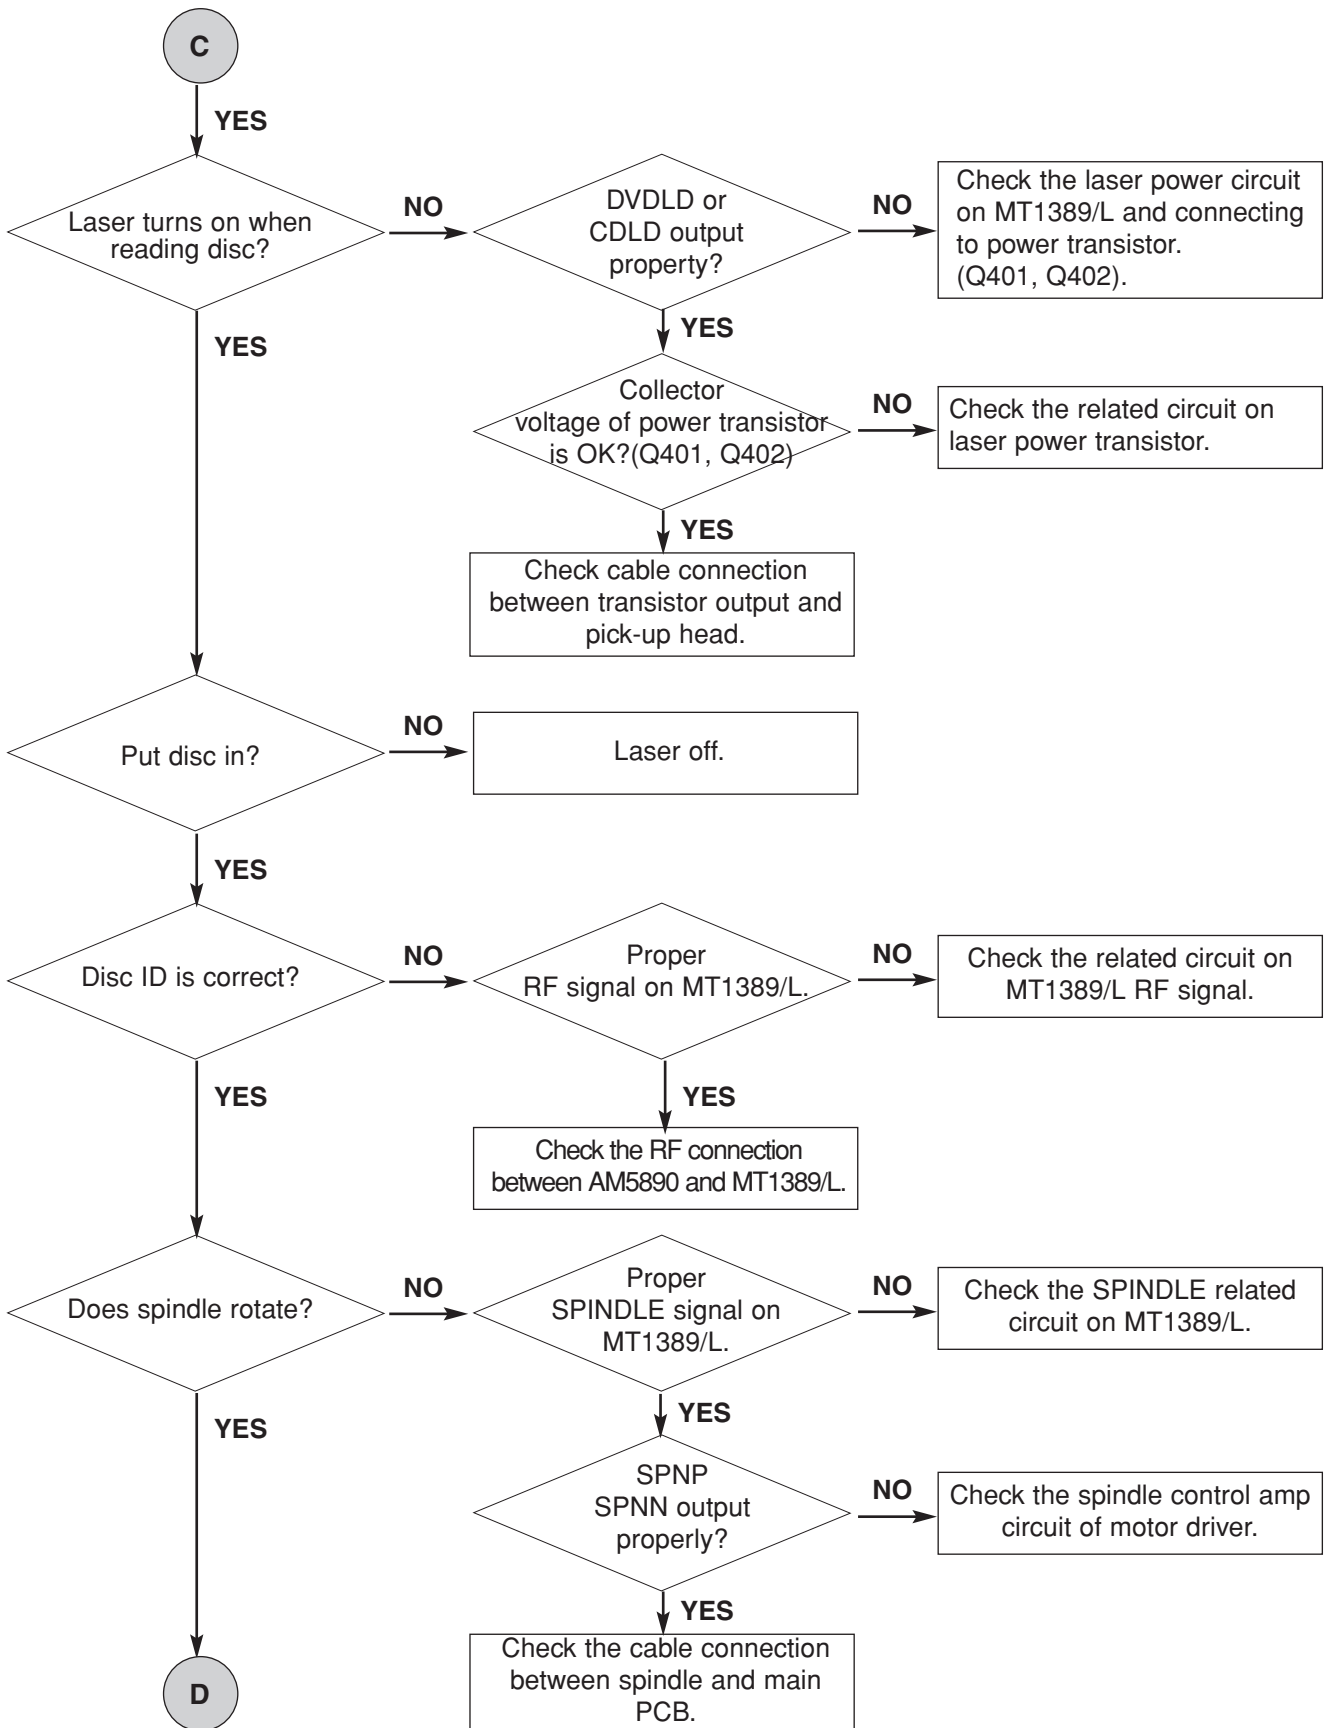 C
YES
Laser turns on when
reading disc?
NO
DVDLD or
CDLD output
property?
NO
Check the laser power circuit
on MT1389/L and connecting
to power transistor.
(Q401, Q402).
YES
YES
Collector
voltage of power transistor
is OK?(Q401, Q402)
NO
Check the related circuit on
laser power transistor.
YES
Check cable connection
between transistor output and
pick-up head.
Put disc in?
NO
Laser off.
YES
Disc ID is correct?
NO
Proper
RF signal on MT1389/L.
NO
Check the related circuit on
MT1389/L RF signal.
YES
YES
Check the RF connection
between AM5890 and MT1389/L.
Does spindle rotate?
NO
Proper
SPINDLE signal on
MT1389/L.
NO
Check the SPINDLE related
circuit on MT1389/L.
YES
YES
SPNP
SPNN output
properly?
NO
Check the spindle control amp
circuit of motor driver.
YES
Check the cable connection
between spindle and main
PCB.
D